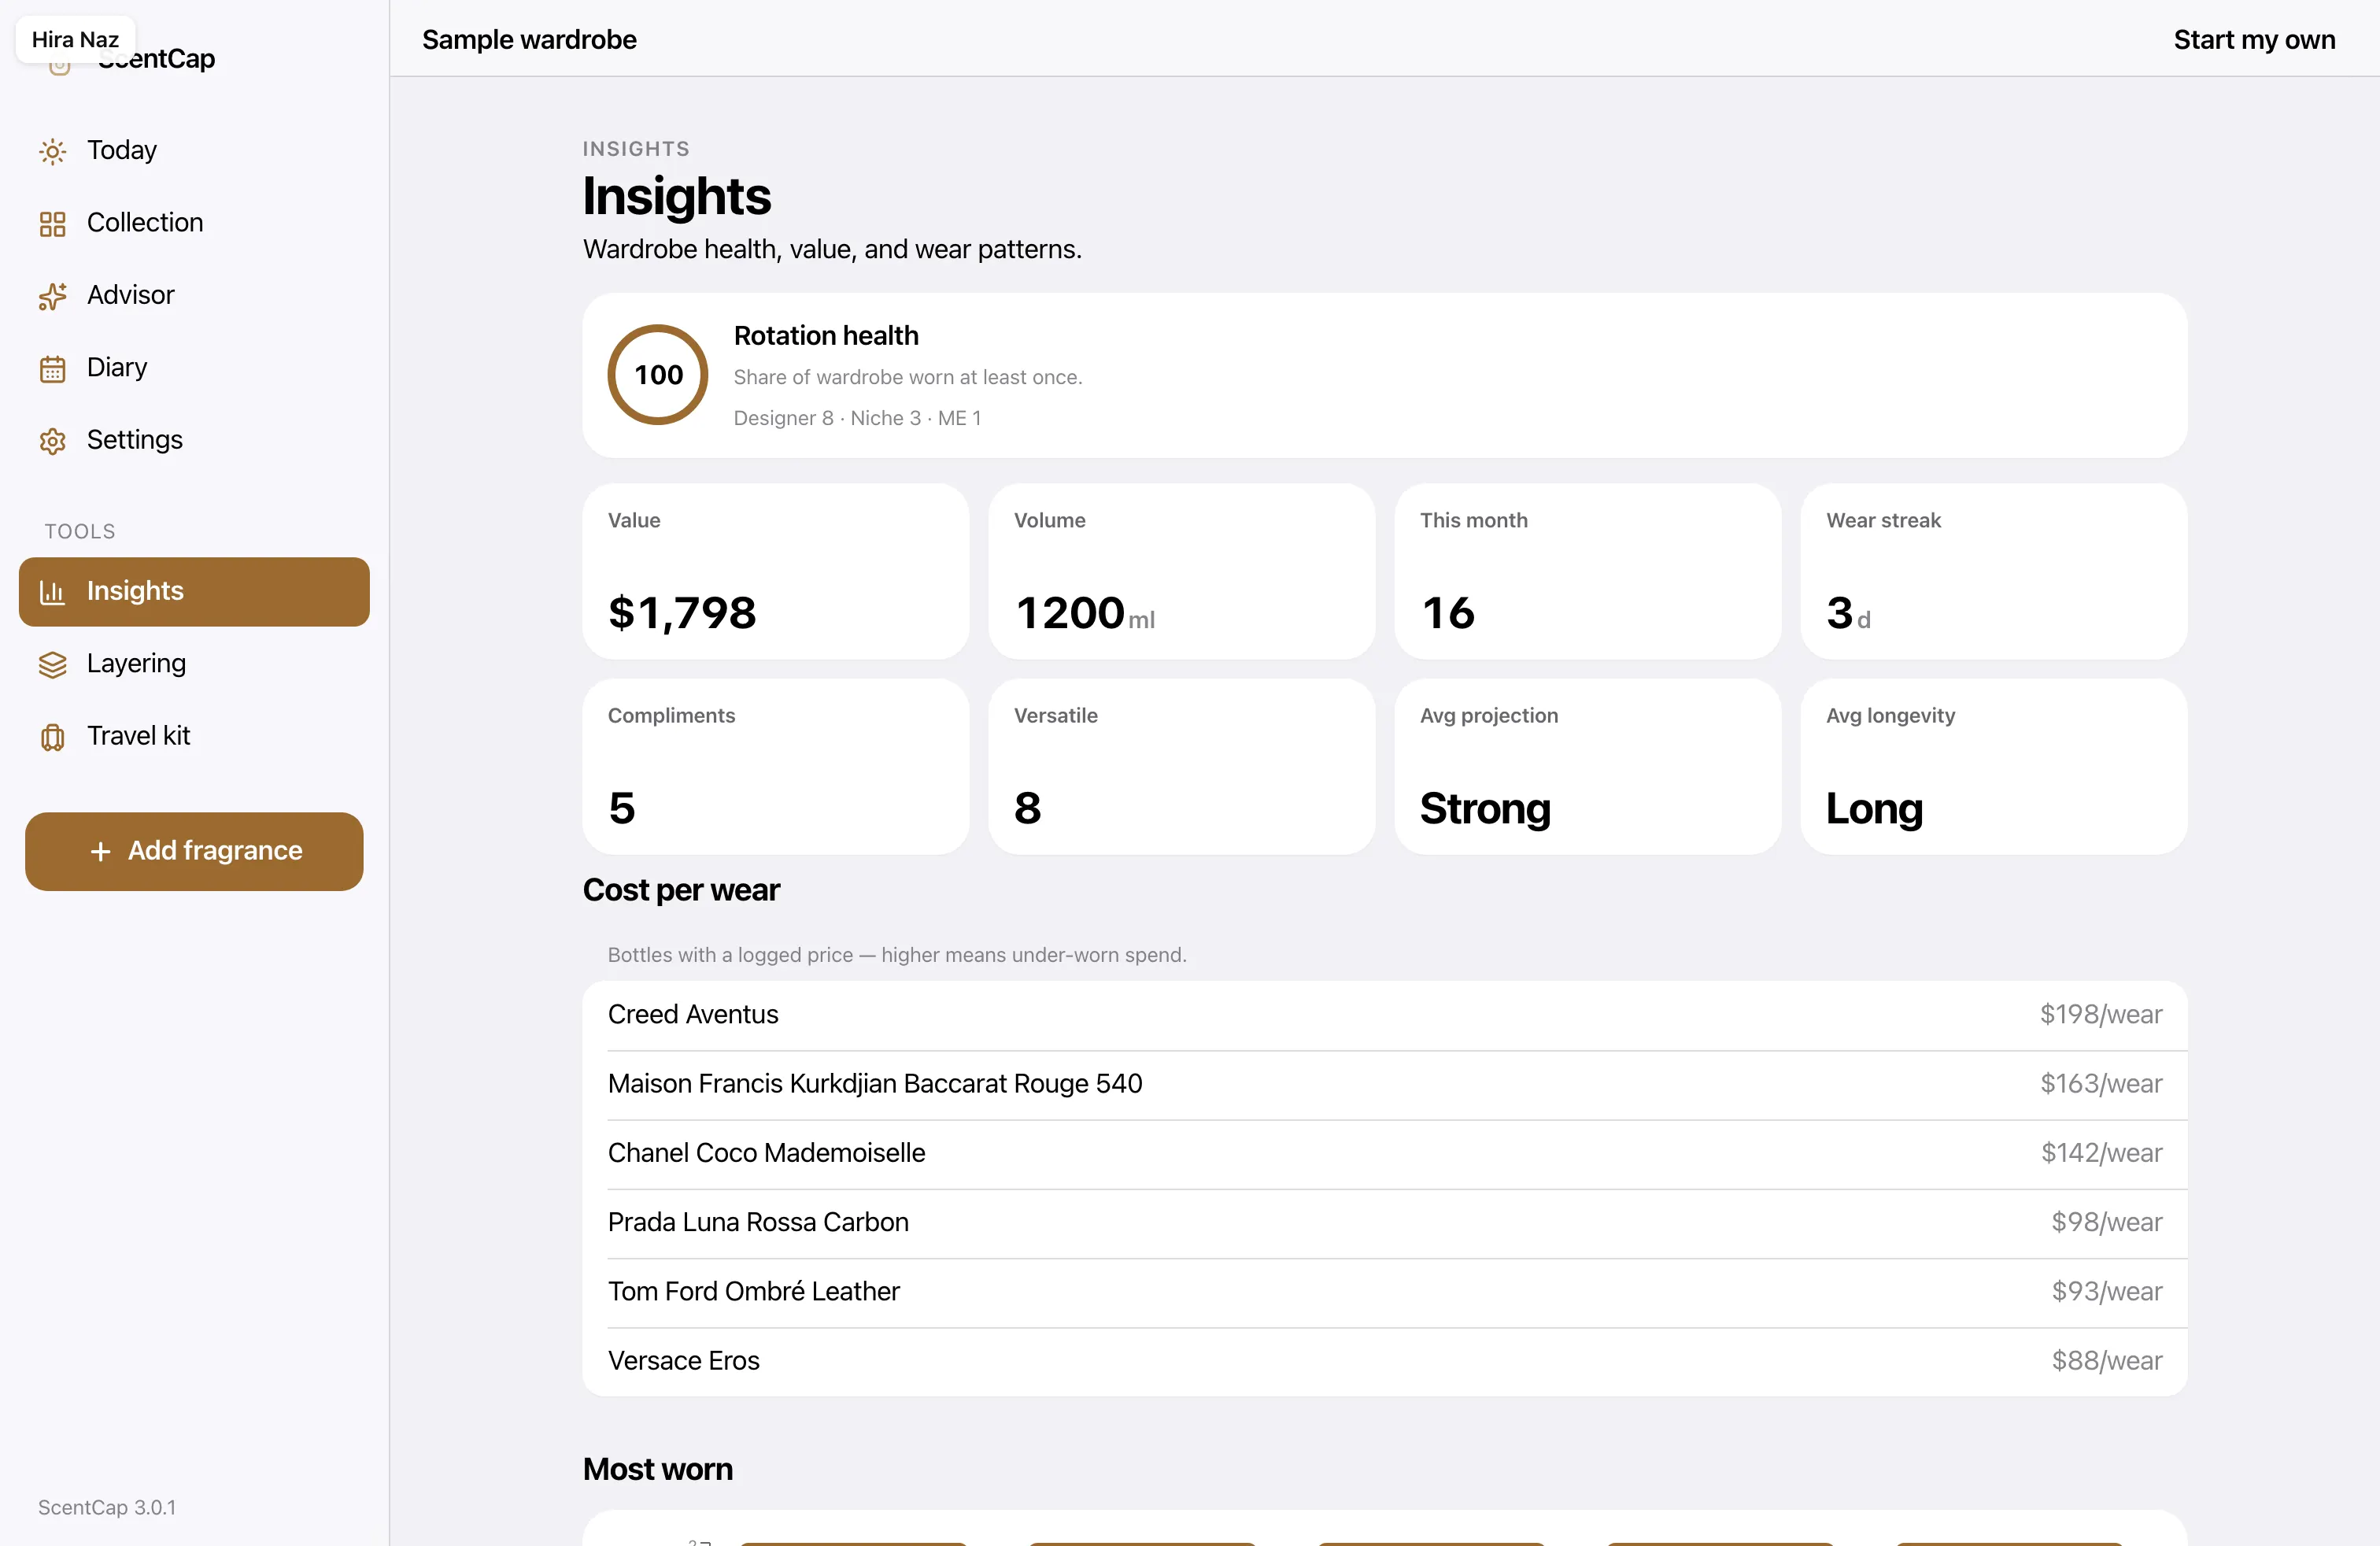 Hira Naz
ScentCap
Today
Collection
Advisor
Diary
Settings
TOOLS
Insights
Layering
Travel kit
+ Add fragrance
ScentCap 3.0.1
Sample wardrobe
Start my own
INSIGHTS
Insights
Wardrobe health, value, and wear patterns.
100
Rotation health
Share of wardrobe worn at least once.
Designer 8 · Niche 3 · ME 1
Value
$1,798
Volume
1200 ml
This month
16
Wear streak
3 d
Compliments
5
Versatile
8
Avg projection
Strong
Avg longevity
Long
Cost per wear
Bottles with a logged price — higher means under-worn spend.
Creed Aventus
$198/wear
Maison Francis Kurkdjian Baccarat Rouge 540
$163/wear
Chanel Coco Mademoiselle
$142/wear
Prada Luna Rossa Carbon
$98/wear
Tom Ford Ombré Leather
$93/wear
Versace Eros
$88/wear
Most worn